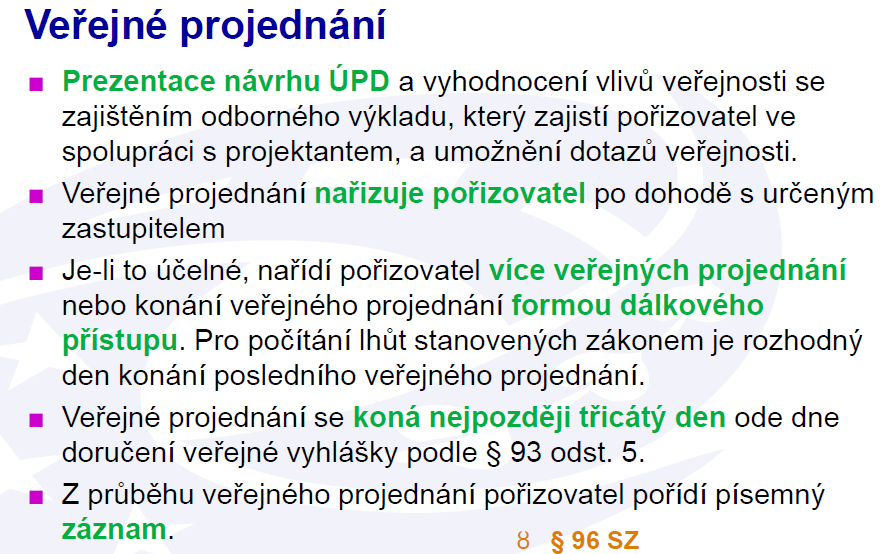 Veřejné projednání
■ Prezentace návrhu ÚPD a vyhodnocení vlivů veřejnosti se
zajištěním odborného výkladu, který zajistí pořizovatel ve
spolupráci s projektantem, a umožnění dotazů veřejnosti.
■ Veřejné projednání nařizuje pořizovatel po dohodě s určeným
zastupitelem
■ Je-li to účelné, nařídí pořizovatel více veřejných projednání
nebo konání veřejného projednání formou dálkového
přístupu. Pro počítání lhůt stanovených zákonem je rozhodný
den konání posledního veřejného projednání.
■ Veřejné projednání se koná nejpozději třicátý den ode dne
doručení veřejné vyhlášky podle § 93 odst. 5.
■ Z průběhu veřejného projednání pořizovatel pořídí písemný
záznam.
8 § 96 SZ